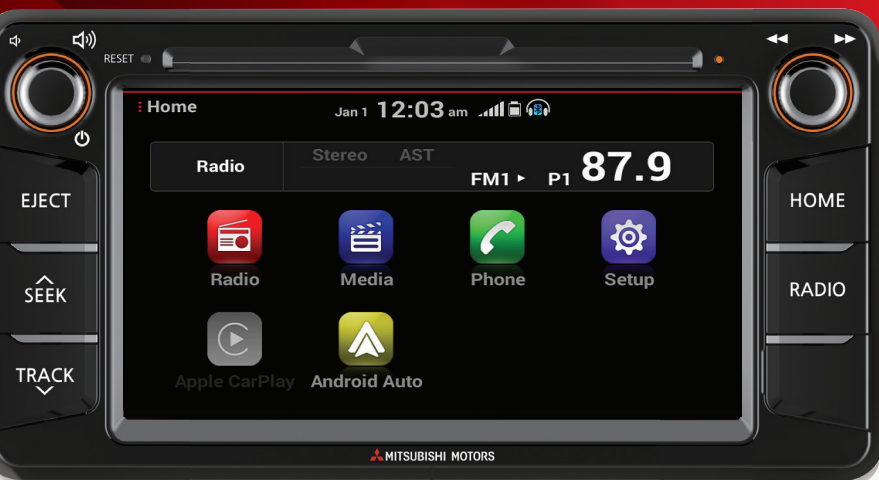 RESET
Home
Jan 1 12:03 am
Radio
Stereo AST
FM1 P1 87.9
EJECT
HOME
Radio Media Phone Setup
SEEK
RADIO
Apple CarPlay Android Auto
TRACK
MITSUBISHI MOTORS